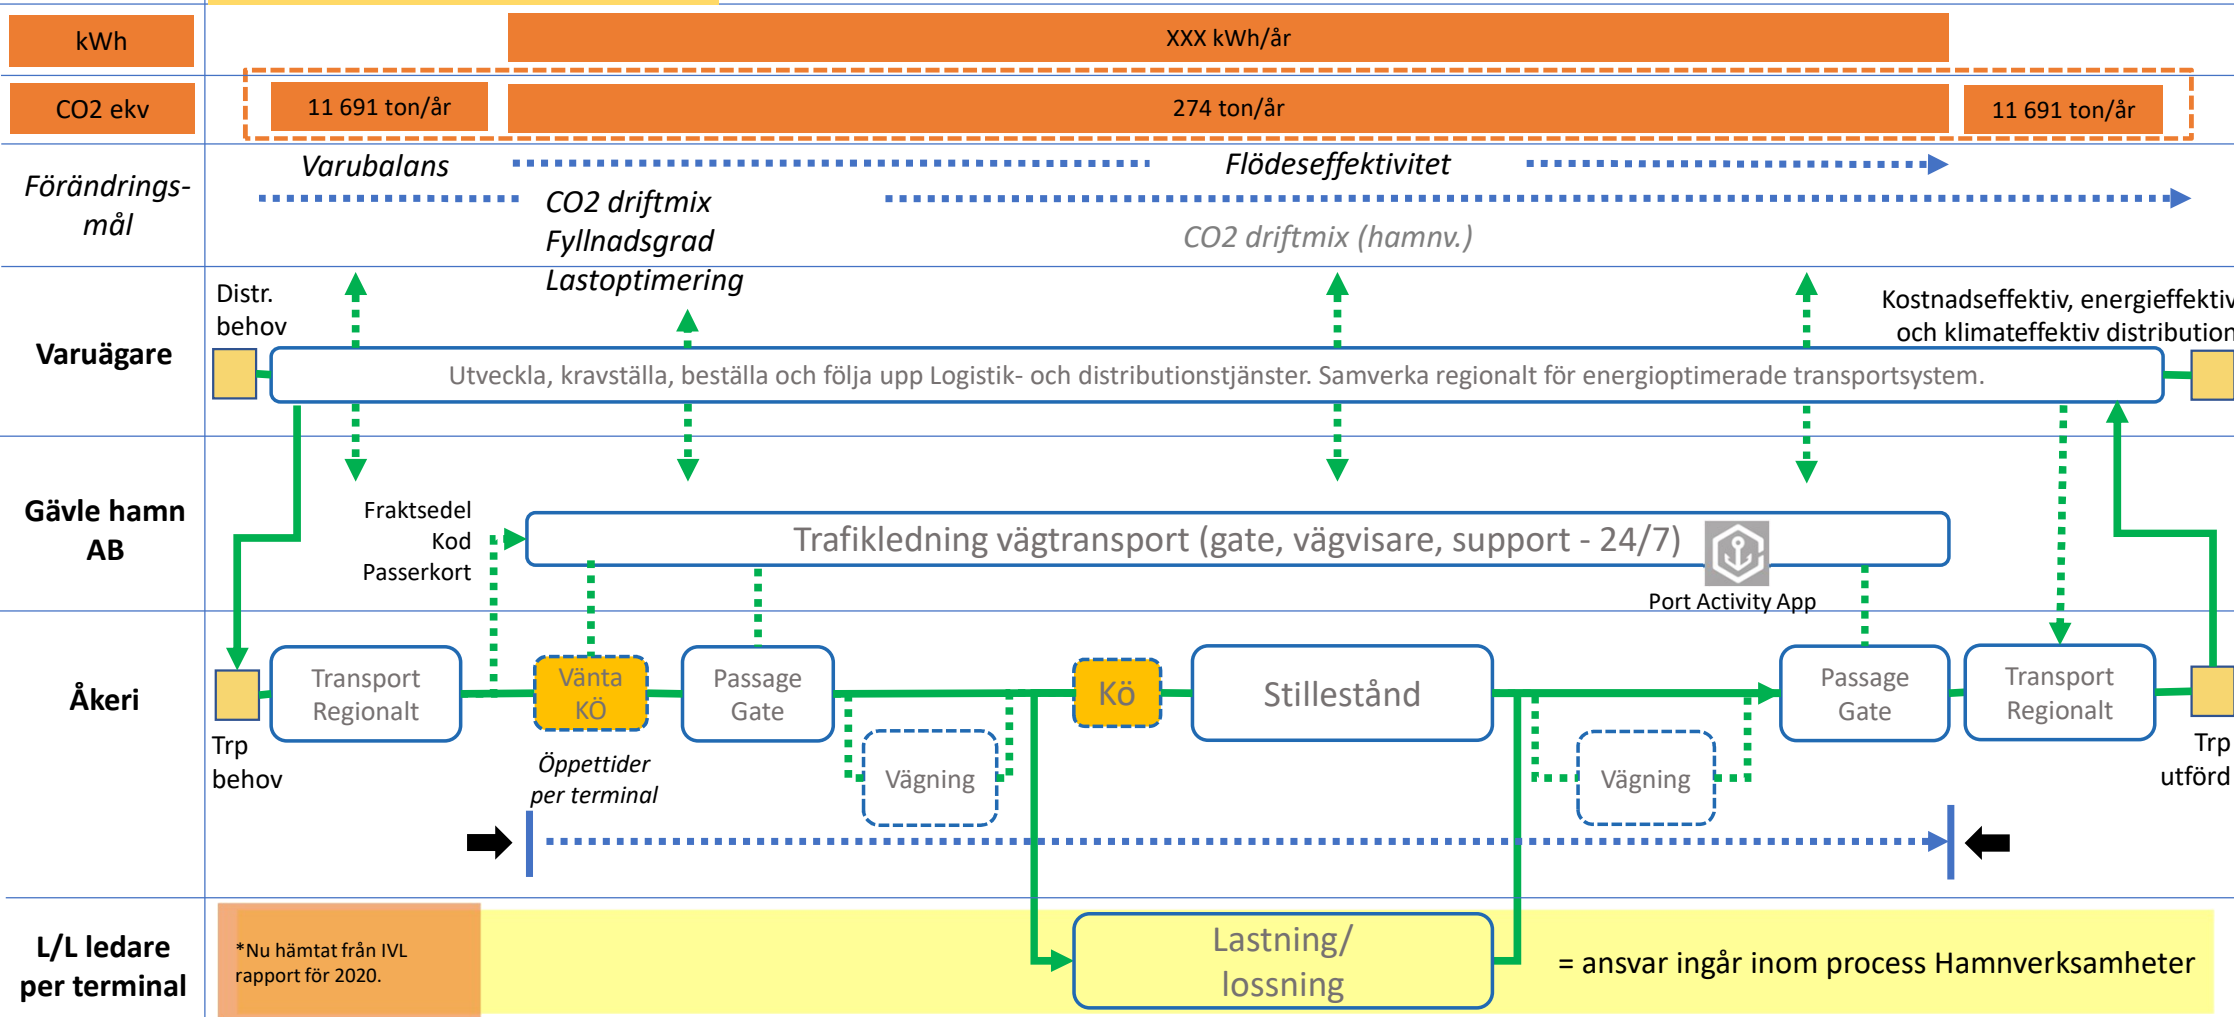 kWh
XXX kWh/år
CO2 ekv
11 691 ton/år
274 ton/år
11 691 ton/år
Förändrings-
mål
Varubalans
Flödeseffektivitet
CO2 driftmix
Fyllnadsgrad
Lastoptimering
CO2 driftmix (hamnv.)
Varuägare
Distr.
behov
Kostnadseffektiv, energieffektiv
och klimateffektiv distribution
Utveckla, kravställa, beställa och följa upp Logistik- och distributionstjänster. Samverka regionalt för energioptimerade transportsystem.
Gävle hamn
AB
Fraktsedel
Kod
Passerkort
Trafikledning vägtransport (gate, vägvisare, support - 24/7)
Port Activity App
Åkeri
Trp
behov
Transport
Regionalt
Vänta
KÖ
Öppettider
per terminal
Passage
Gate
Vägning
Kö
Stillestånd
Vägning
Passage
Gate
Transport
Regionalt
Trp
utförd
L/L ledare
per terminal
*Nu hämtat från IVL
rapport för 2020.
Lastning/
lossning
= ansvar ingår inom process Hamnverksamheter